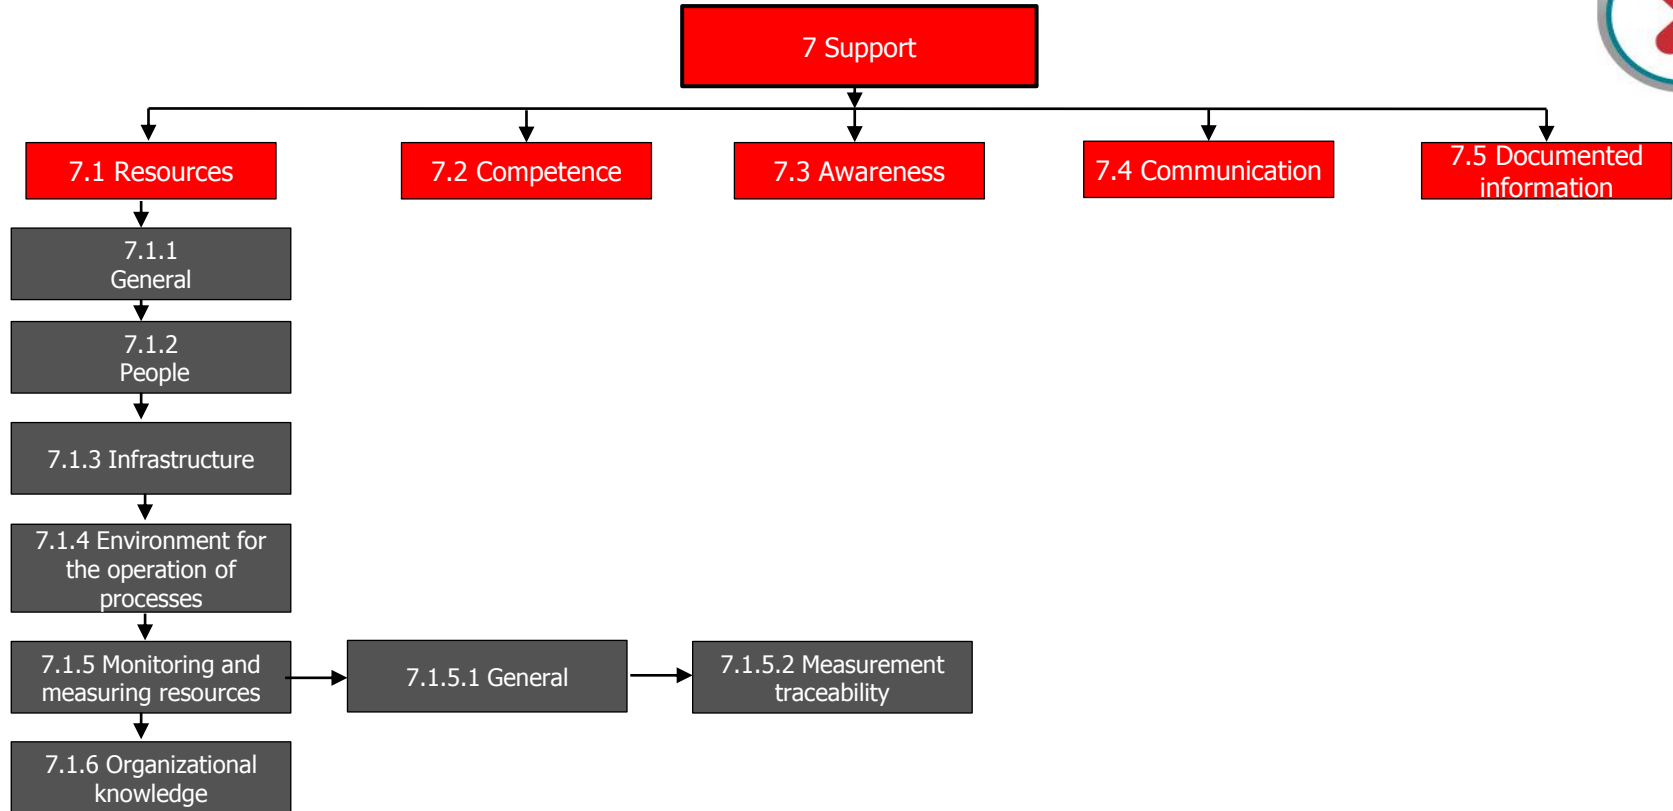 7 Support
7.1 Resources
7.2 Competence
7.3 Awareness
7.4 Communication
7.5 Documented
information
7.1.1
General
7.1.2
People
7.1.3 Infrastructure
7.1.4 Environment for
the operation of
processes
7.1.5 Monitoring and
measuring resources
7.1.5.1 General
7.1.5.2 Measurement
traceability
7.1.6 Organizational
knowledge